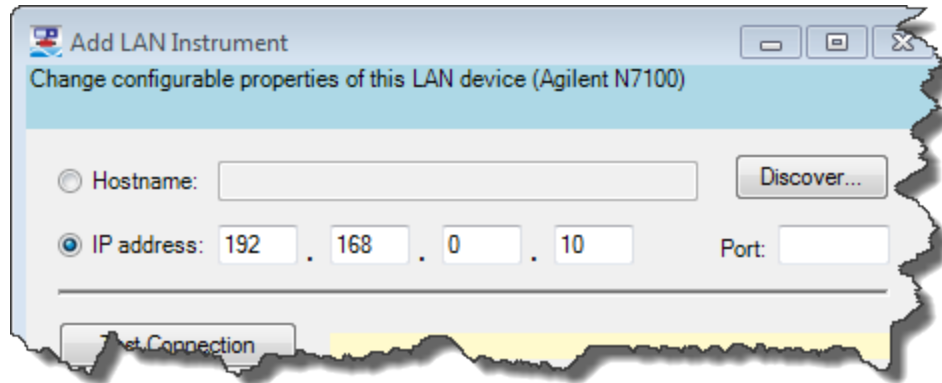 Add LAN Instrument
Change configurable properties of this LAN device (Agilent N7100)
Hostname:
Discover...
IP address: 192 . 168 . 0 . 10 Port:
Test Connection